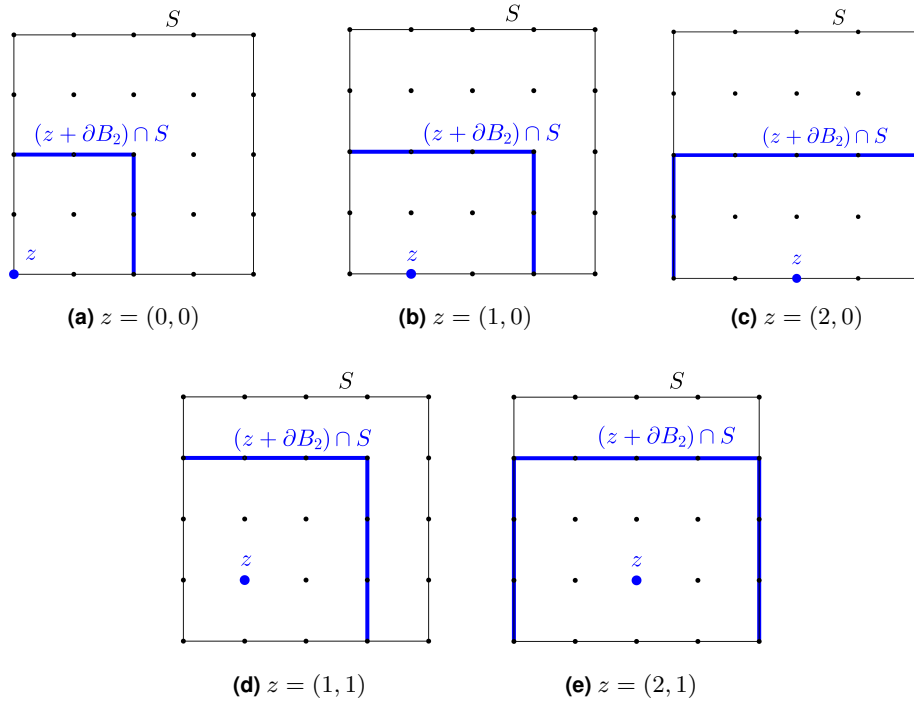 S
(z + ∂B₂) ∩ S
z
(a) z = (0, 0)
S
(z + ∂B₂) ∩ S
z
(b) z = (1, 0)
S
(z + ∂B₂) ∩ S
z
(c) z = (2, 0)
S
(z + ∂B₂) ∩ S
z
(d) z = (1, 1)
S
(z + ∂B₂) ∩ S
z
(e) z = (2, 1)